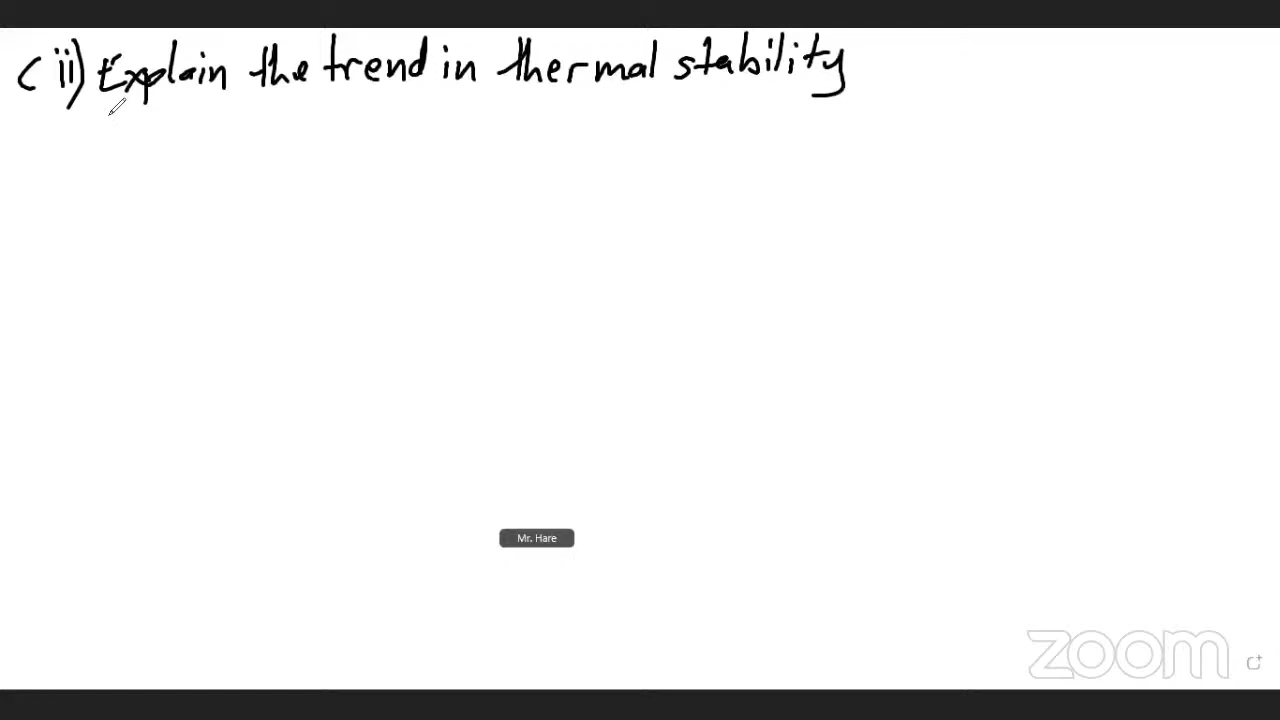 c ii) Explain the trend in thermal stability
Mr. Hare
zoom